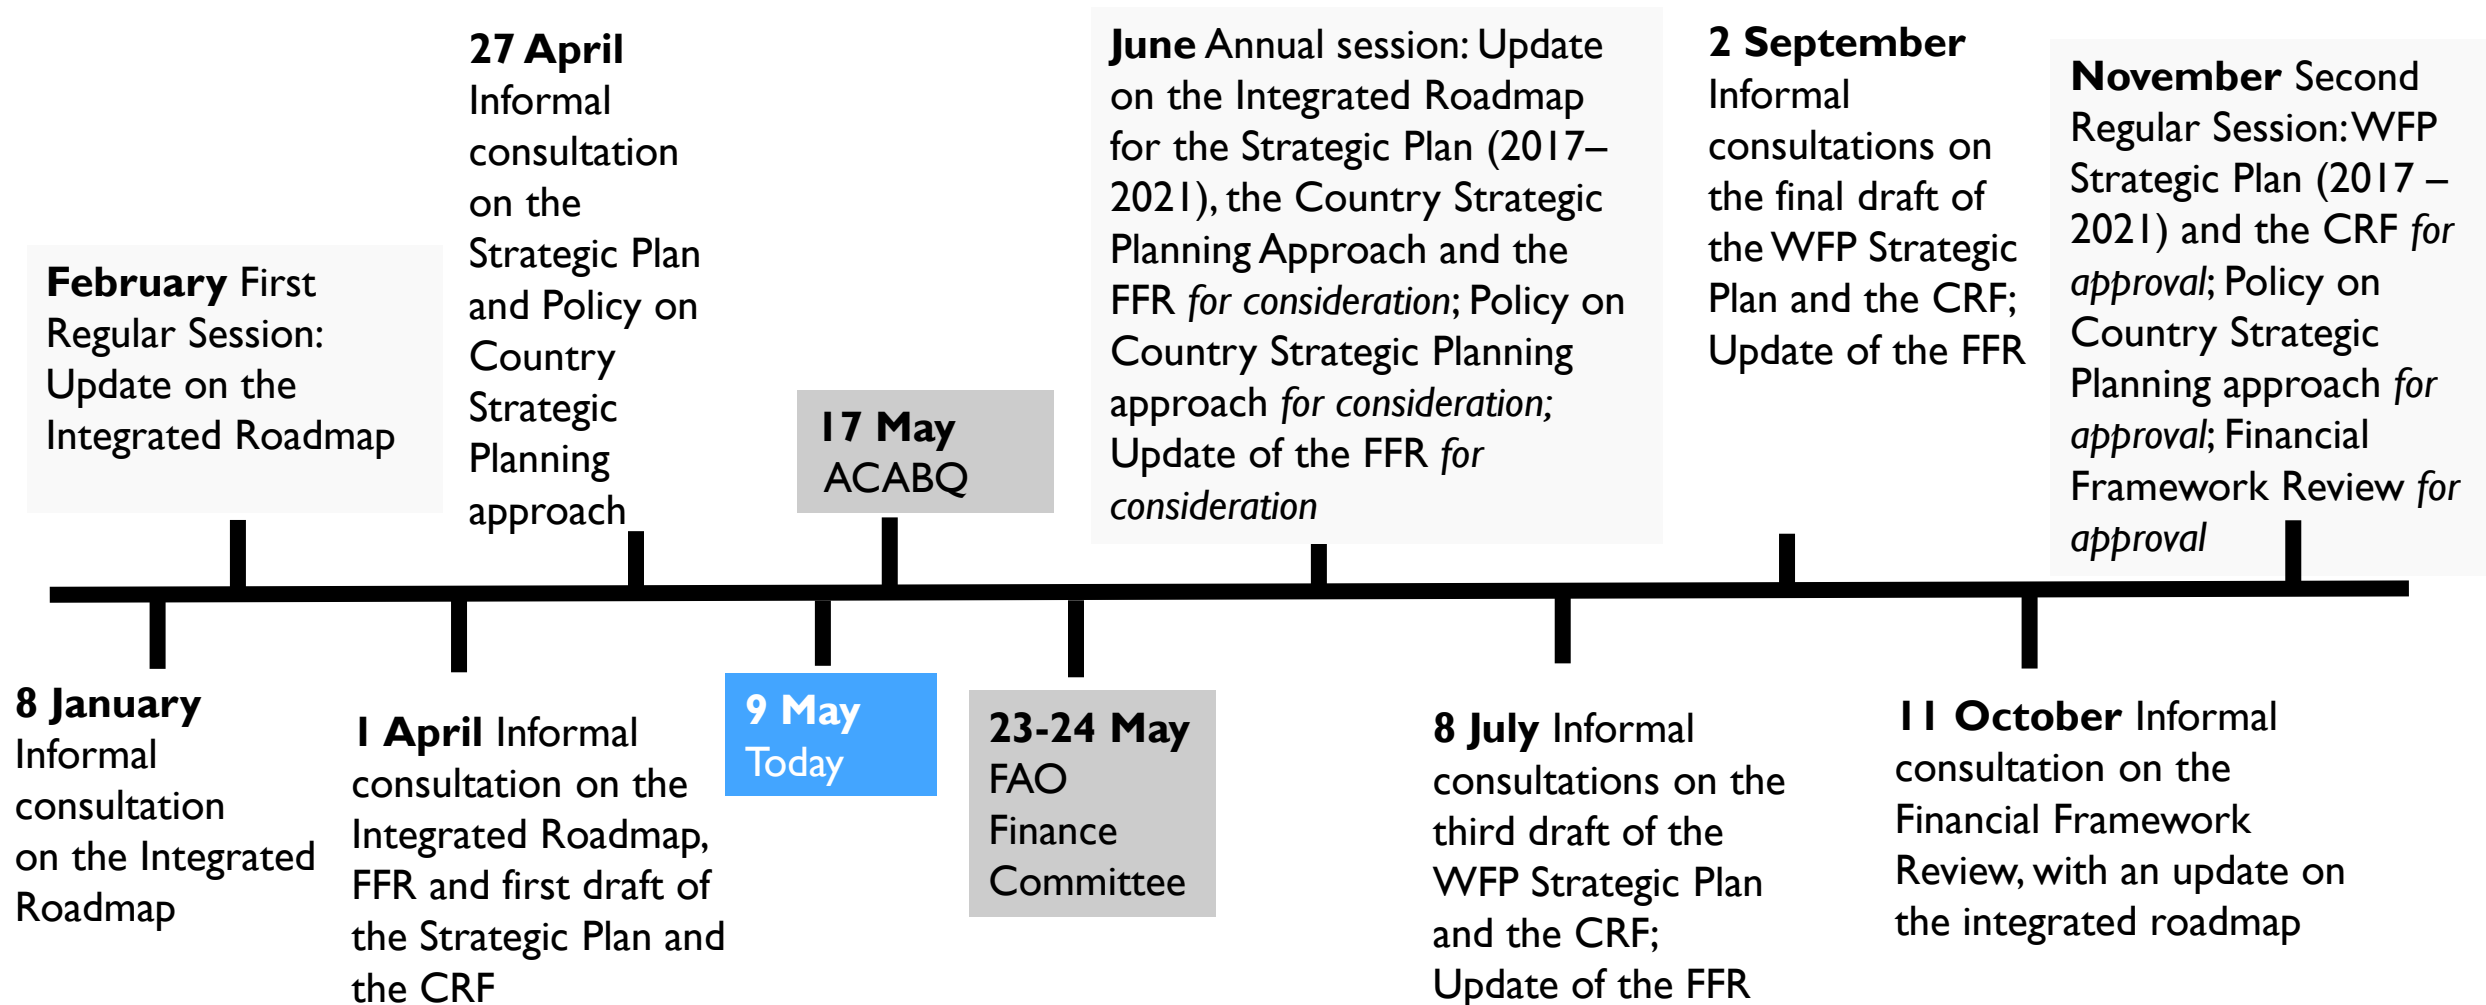 27 April
Informal
consultation
on the
Strategic Plan
and Policy on
Country
Strategic
Planning
approach
June Annual session: Update
on the Integrated Roadmap
for the Strategic Plan (2017–
2021), the Country Strategic
Planning Approach and the
FFR for consideration; Policy on
Country Strategic Planning
approach for consideration;
Update of the FFR for
consideration
2 September
Informal
consultations on
the final draft of
the WFP Strategic
Plan and the CRF;
Update of the FFR
November Second
Regular Session: WFP
Strategic Plan (2017 –
2021) and the CRF for
approval; Policy on
Country Strategic
Planning approach for
approval; Financial
Framework Review for
approval
February First
Regular Session:
Update on the
Integrated Roadmap
17 May
ACABQ
8 January
Informal
consultation
on the Integrated
Roadmap
1 April Informal
consultation on the
Integrated Roadmap,
FFR and first draft of
the Strategic Plan and
the CRF
9 May
Today
23-24 May
FAO
Finance
Committee
8 July Informal
consultations on the
third draft of the
WFP Strategic Plan
and the CRF;
Update of the FFR
11 October Informal
consultation on the
Financial Framework
Review, with an update on
the integrated roadmap